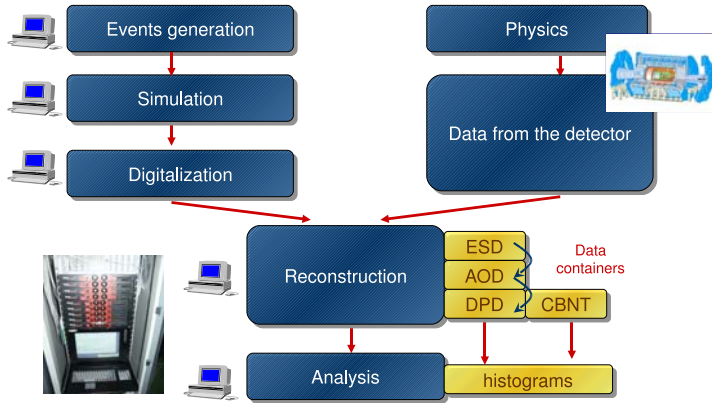 Events generation
Physics
Simulation
Data from the detector
Digitalization
Reconstruction
ESD
AOD
DPD
CBNT
Data
containers
Analysis
histograms